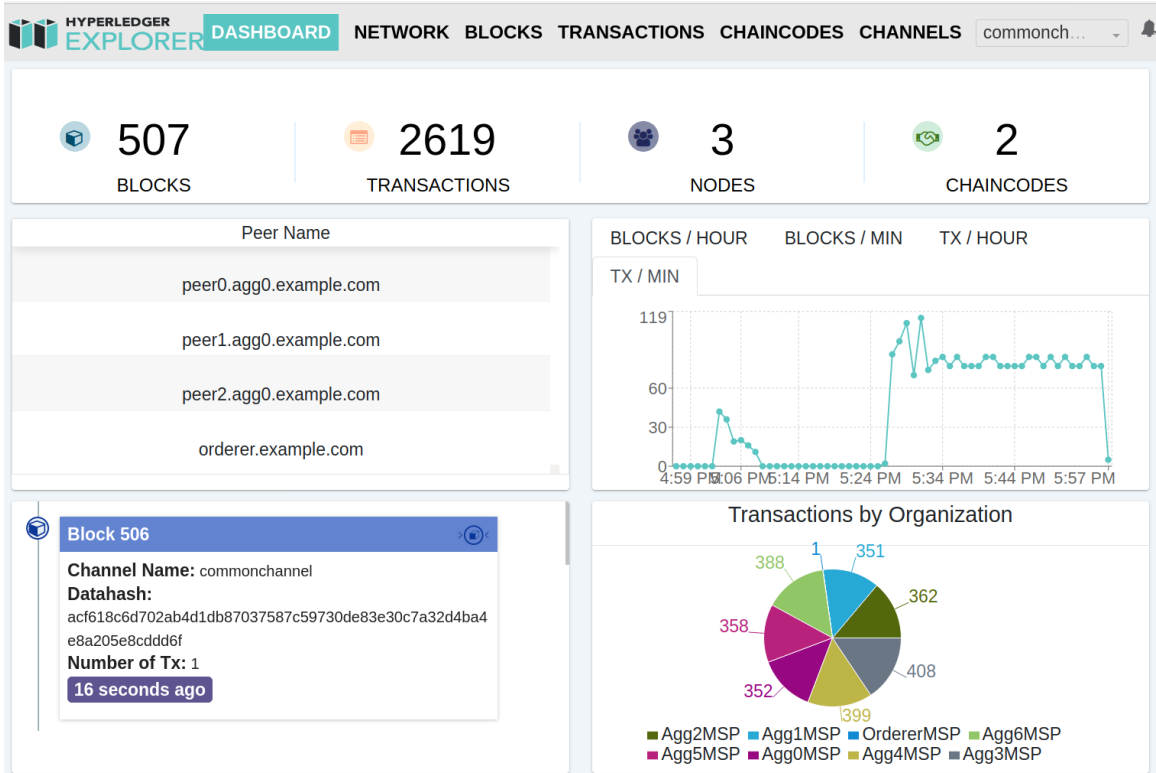 HYPERLEDGER
EXPLORER
DASHBOARD NETWORK BLOCKS TRANSACTIONS CHAINCODES CHANNELS commonch...
507 2619 3 2
BLOCKS TRANSACTIONS NODES CHAINCODES
Peer Name
peer0.agg0.example.com
peer1.agg0.example.com
peer2.agg0.example.com
orderer.example.com
BLOCKS / HOUR BLOCKS / MIN TX / HOUR
TX / MIN
119
60
30
0
4:59 PM 5:06 PM 5:14 PM 5:24 PM 5:34 PM 5:44 PM 5:57 PM
Block 506
Channel Name: commonchannel
Datahash:
acf618c6d702ab4d1db87037587c59730de83e30c7a32d4ba4
e8a205e8cddd6f
Number of Tx: 1
16 seconds ago
Transactions by Organization
1 351
388
362
358
408
352
399
Agg2MSP Agg1MSP OrdererMSP Agg6MSP
Agg5MSP Agg0MSP Agg4MSP Agg3MSP